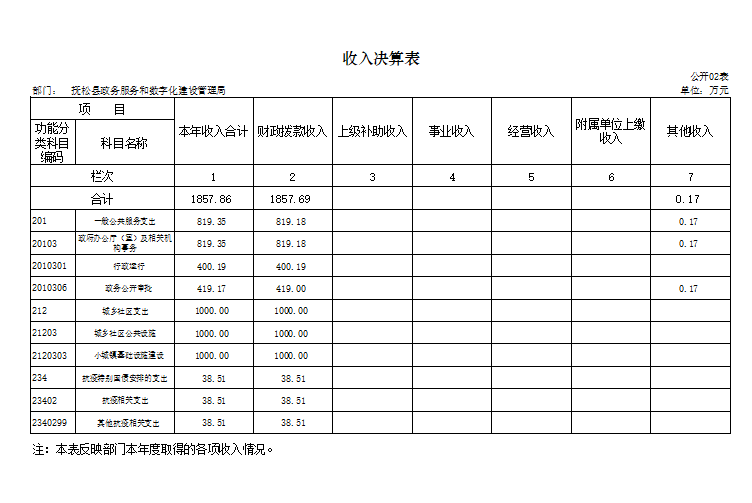 收入决算表
公开02表
部门： 抚松县政务服务和数字化建设管理局 单位：万元
项 目 本年收入合计 财政拨款收入 上级补助收入 事业收入 经营收入 附属单位上缴收入 其他收入
功能分类科目编码 科目名称
栏次 1 2 3 4 5 6 7
合计 1857.86 1857.69 0.17
201 一般公共服务支出 819.35 819.18 0.17
20103 政府办公厅（室）及相关机构事务 819.35 819.18 0.17
2010301 行政运行 400.19 400.19
2010306 政务公开审批 419.17 419.00 0.17
212 城乡社区支出 1000.00 1000.00
21203 城乡社区公共设施 1000.00 1000.00
2120303 小城镇基础设施建设 1000.00 1000.00
234 抗疫特别国债安排的支出 38.51 38.51
23402 抗疫相关支出 38.51 38.51
2340299 其他抗疫相关支出 38.51 38.51
注：本表反映部门本年度取得的各项收入情况。